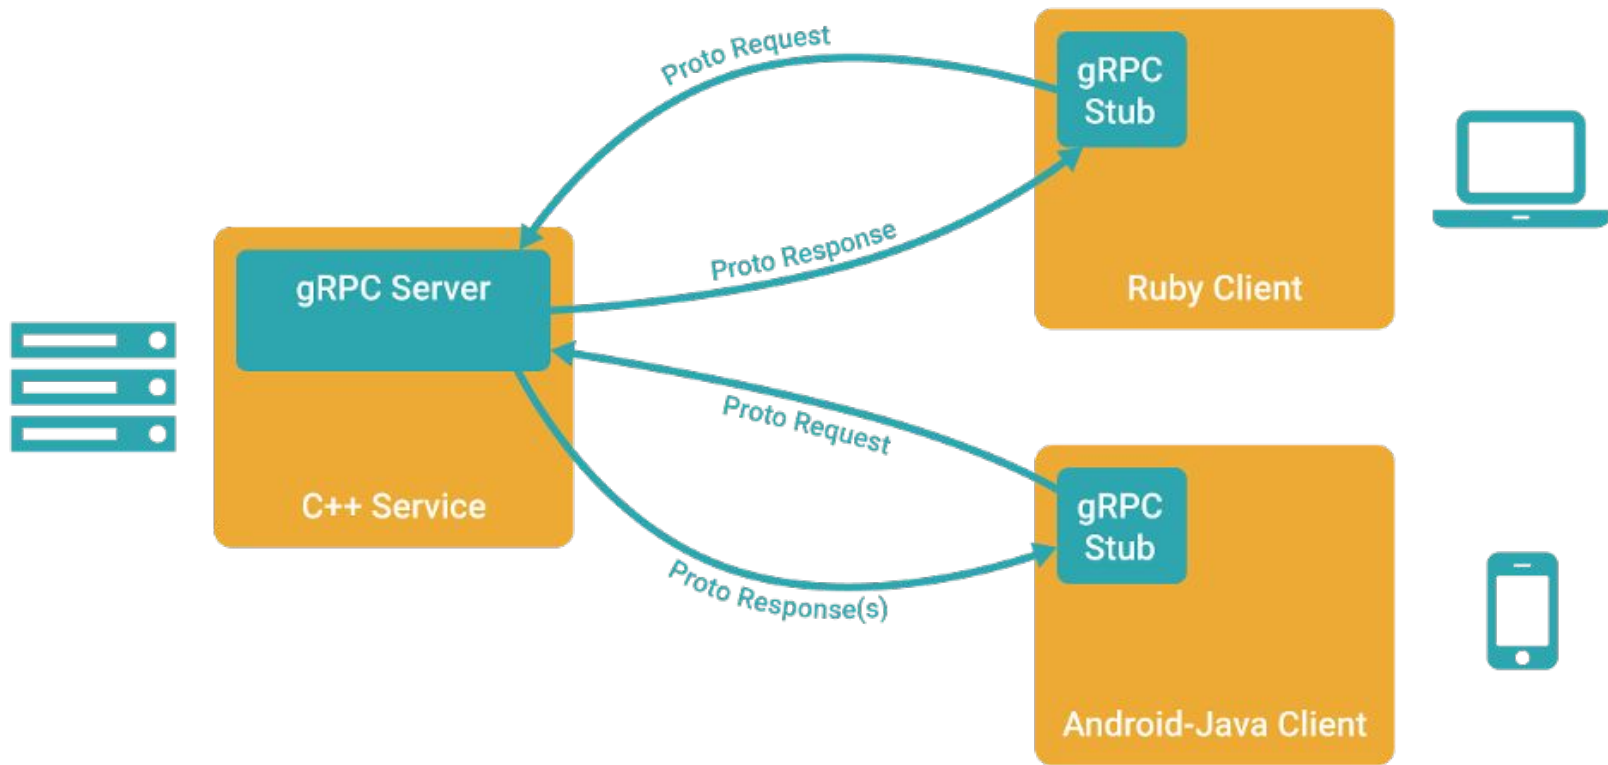 Proto Request
gRPC
Stub
Ruby Client
Proto Response
gRPC Server
C++ Service
Proto Request
gRPC
Stub
Proto Response(s)
Android-Java Client